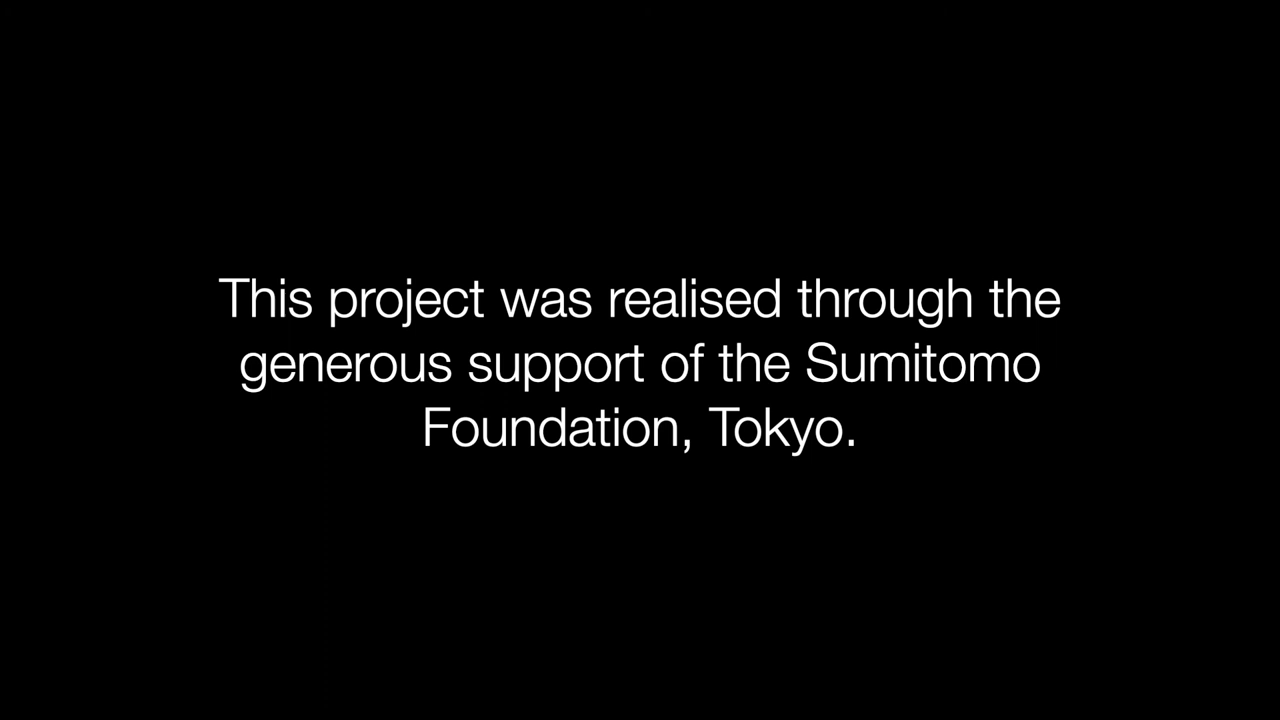 This project was realised through the
generous support of the Sumitomo
Foundation, Tokyo.